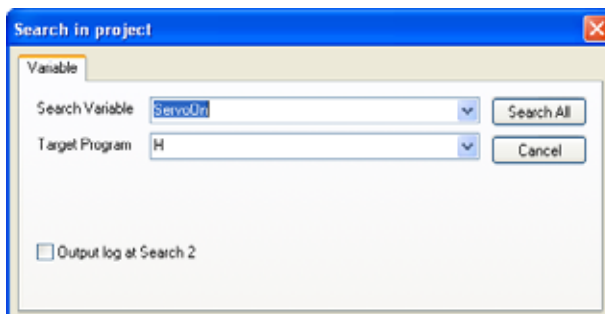 Search in project
Variable
Search Variable ServoOn Search All
Target Program H Cancel
Output log at Search 2